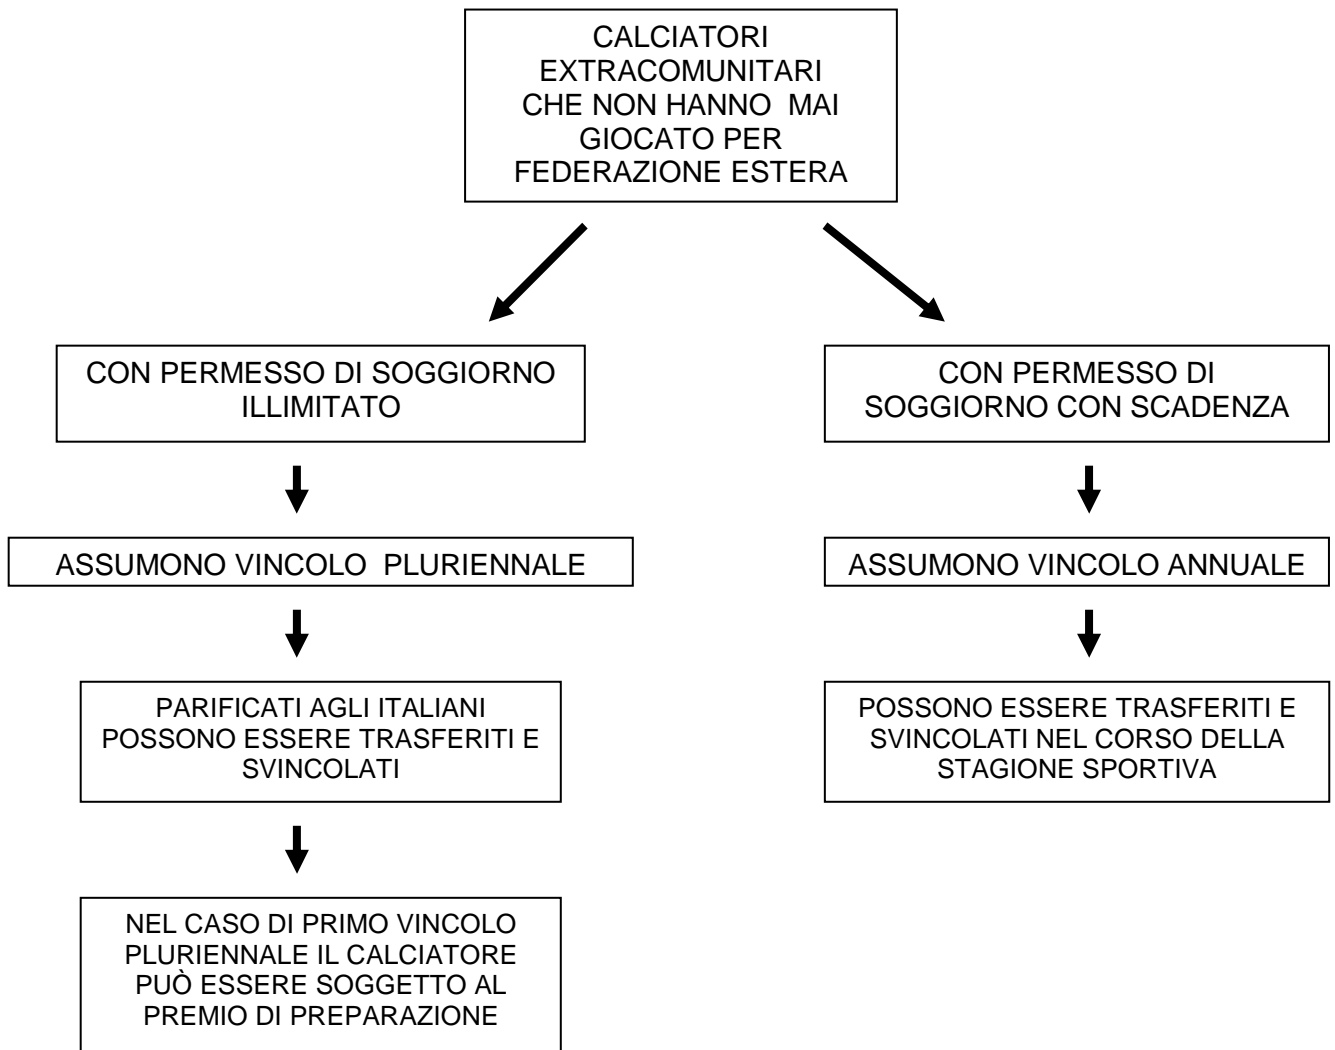 CALCIATORI
EXTRACOMUNITARI
CHE NON HANNO MAI
GIOCATO PER
FEDERAZIONE ESTERA
CON PERMESSO DI SOGGIORNO
ILLIMITATO
CON PERMESSO DI
SOGGIORNO CON SCADENZA
ASSUMONO VINCOLO PLURIENNALE
ASSUMONO VINCOLO ANNUALE
PARIFICATI AGLI ITALIANI
POSSONO ESSERE TRASFERITI E
SVINCOLATI
POSSONO ESSERE TRASFERITI E
SVINCOLATI NEL CORSO DELLA
STAGIONE SPORTIVA
NEL CASO DI PRIMO VINCOLO
PLURIENNALE IL CALCIATORE
PUÒ ESSERE SOGGETTO AL
PREMIO DI PREPARAZIONE